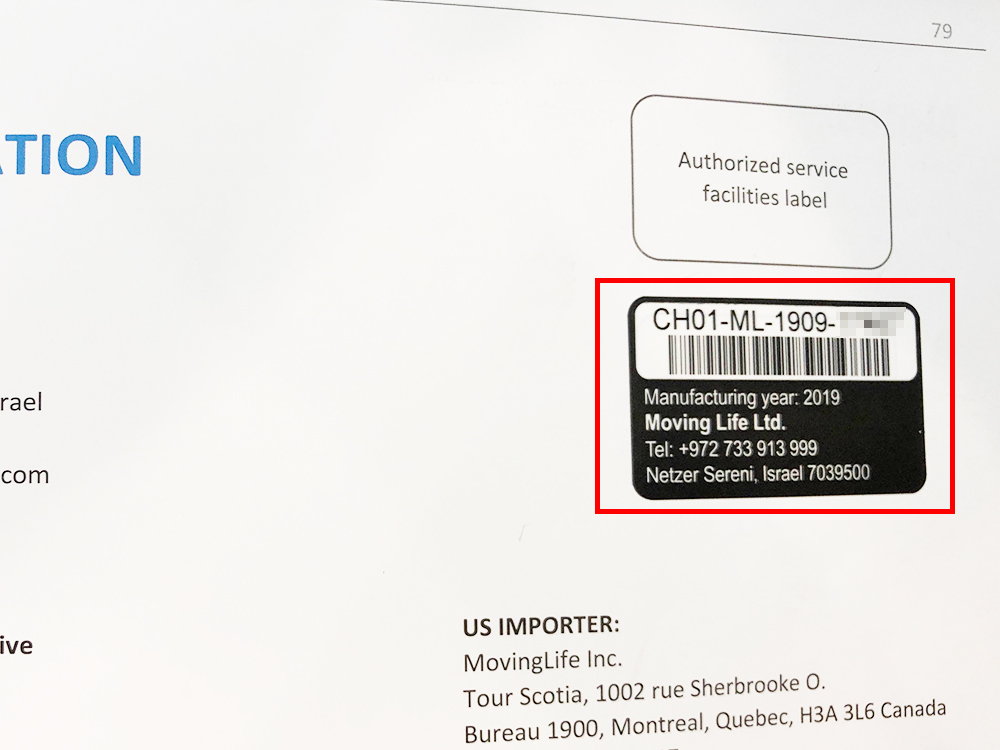 79
ATION
Authorized service
facilities label
CH01-ML-1909-
Manufacturing year: 2019
Moving Life Ltd.
Tel: +972 733 913 999
Netzer Sereni, Israel 7039500
rael
.com
ive
US IMPORTER:
MovingLife Inc.
Tour Scotia, 1002 rue Sherbrooke O.
Bureau 1900, Montreal, Quebec, H3A 3L6 Canada